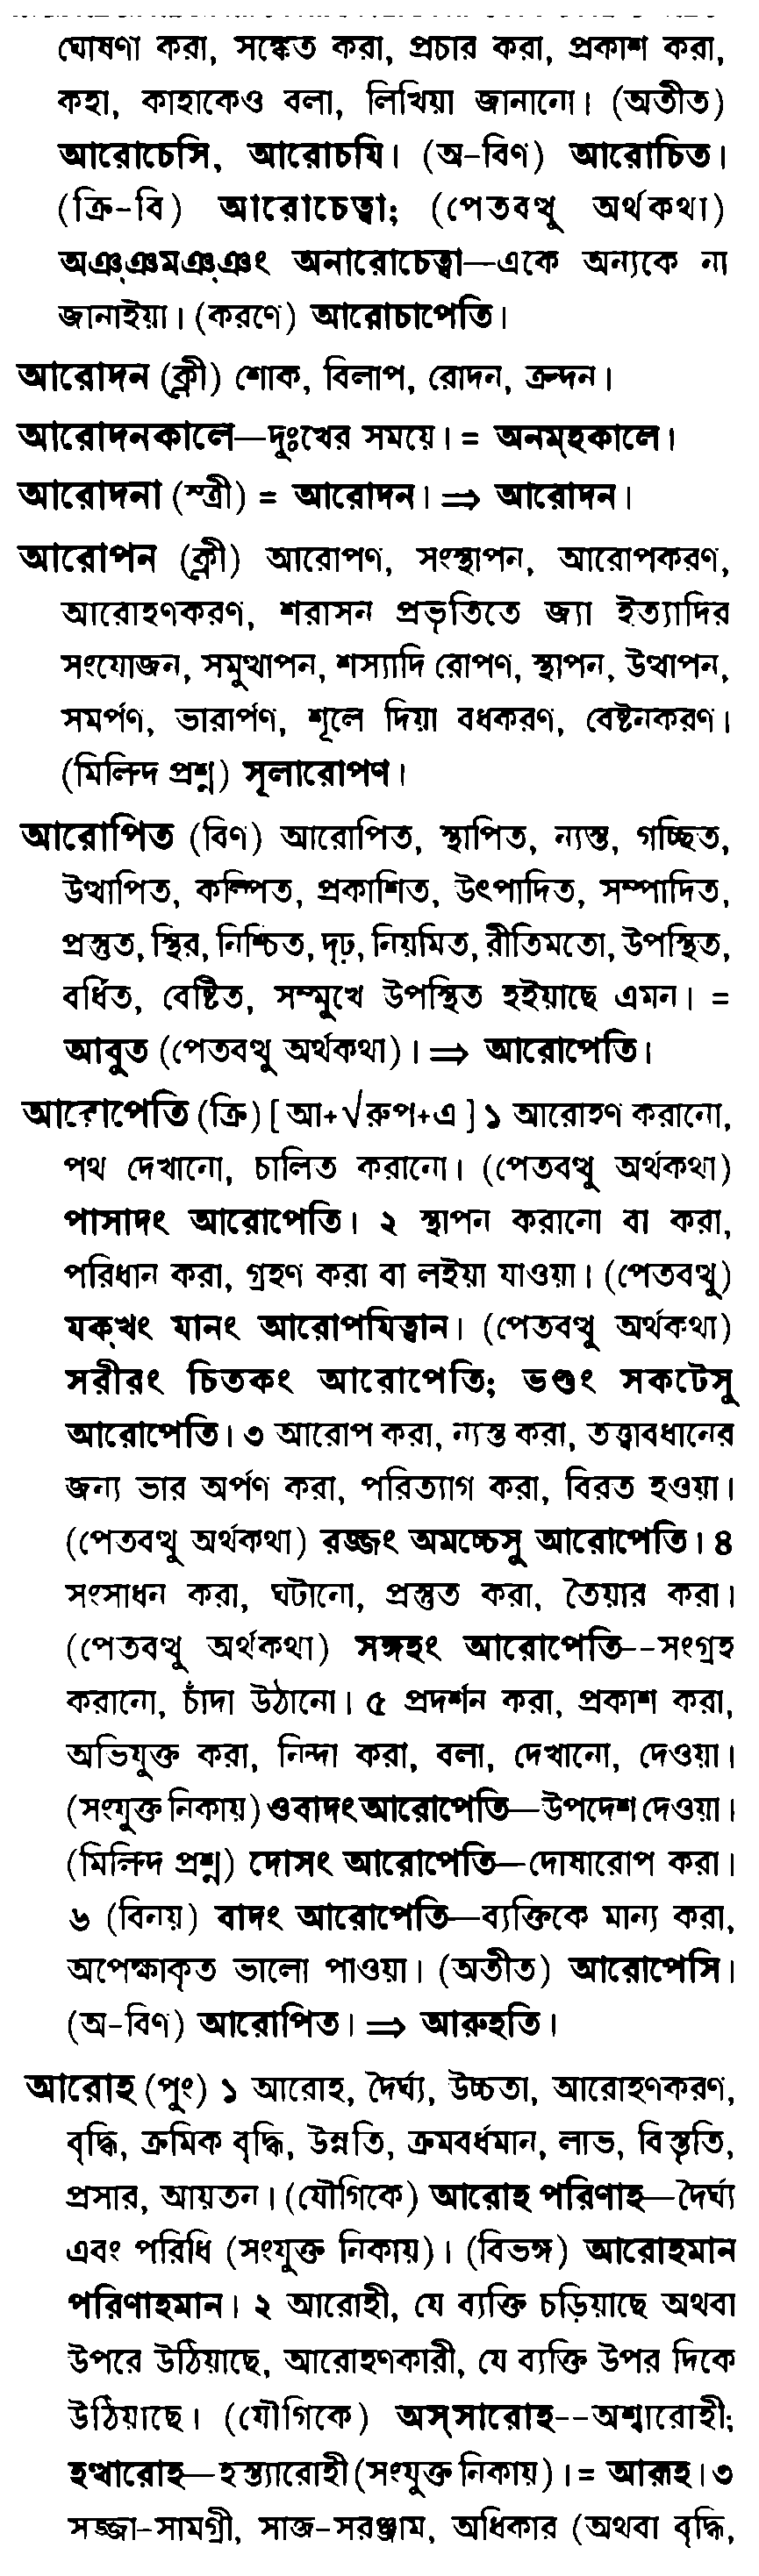 ঘোষণা করা, সঙ্কেত করা, প্রচার করা, প্রকাশ করা,
কহা, কাহাকেও বলা, লিখিয়া জানানো। (অতীত)
আরোচেসি, আরোচযি। (অ-বিণ) আরোচিত।
(ক্রি-বি) আরোচেত্বা; (পেতবত্থু অর্থকথা)
অঞ্‌ঞমঞ্‌ঞং অনারোচেত্বা—একে অন্যকে না
জানাইয়া। (করণে) আরোচাপেতি।
আরোদন (ক্লী) শোক, বিলাপ, রোদন, ক্রন্দন।
আরোদনকালে—দুঃখের সময়ে। = অনম্হকালে।
আরোদনা (স্ত্রী) = আরোদন। ⇒ আরোদন।
আরোপন (ক্লী) আরোপণ, সংস্থাপন, আরোপকরণ,
আরোহণকরণ, শরাসন প্রভৃতিতে জ্যা ইত্যাদির
সংযোজন, সমুত্থাপন, শস্যাদি রোপণ, স্থাপন, উত্থাপন,
সমর্পণ, ভারার্পণ, শূলে দিয়া বধকরণ, বেষ্টনকরণ।
(মিলিন্দ প্রশ্ন) সূলারোপণ।
আরোপিত (বিণ) আরোপিত, স্থাপিত, ন্যস্ত, গচ্ছিত,
উত্থাপিত, কল্পিত, প্রকাশিত, উৎপাদিত, সম্পাদিত,
প্রস্তুত, স্থির, নিশ্চিত, দৃঢ়, নিয়মিত, রীতিমতো, উপস্থিত,
বর্ধিত, বেষ্টিত, সম্মুখে উপস্থিত হইয়াছে এমন। =
আবুত (পেতবত্থু অর্থকথা)। ⇒ আরোপেতি।
আরোপেতি (ক্রি) [ আ+√রুপ+এ ] ১ আরোহণ করানো,
পথ দেখানো, চালিত করানো। (পেতবত্থু অর্থকথা)
পাসাদং আরোপেতি। ২ স্থাপন করানো বা করা,
পরিধান করা, গ্রহণ করা বা লইয়া যাওয়া। (পেতবত্থু)
মক্‌খং মানং আরোপযিত্বান। (পেতবত্থু অর্থকথা)
সরীরং চিতকং আরোপেতি; ভণ্ডং সকটেসু
আরোপেতি। ৩ আরোপ করা, ন্যস্ত করা, তত্ত্বাবধানের
জন্য ভার অর্পণ করা, পরিত্যাগ করা, বিরত হওয়া।
(পেতবত্থু অর্থকথা) রজ্জং অমচ্চেসু আরোপেতি। ৪
সংসাধন করা, ঘটানো, প্রস্তুত করা, তৈয়ার করা।
(পেতবত্থু অর্থকথা) সঙ্গহং আরোপেতি--সংগ্রহ
করানো, চাঁদা উঠানো। ৫ প্রদর্শন করা, প্রকাশ করা,
অভিযুক্ত করা, নিন্দা করা, বলা, দেখানো, দেওয়া।
(সংযুক্ত নিকায়) ওবাদং আরোপেতি—উপদেশ দেওয়া।
(মিলিন্দ প্রশ্ন) দোসং আরোপেতি—দোষারোপ করা।
৬ (বিনয়) বাদং আরোপেতি—ব্যক্তিকে মান্য করা,
অপেক্ষাকৃত ভালো পাওয়া। (অতীত) আরোপেসি।
(অ-বিণ) আরোপিত। ⇒ আরুহতি।
আরোহ (পুং) ১ আরোহ, দৈর্ঘ্য, উচ্চতা, আরোহণকরণ,
বৃদ্ধি, ক্রমিক বৃদ্ধি, উন্নতি, ক্রমবর্ধমান, লাভ, বিস্তৃতি,
প্রসার, আয়তন। (যৌগিকে) আরোহ পরিণাহ—দৈর্ঘ্য
এবং পরিধি (সংযুক্ত নিকায়)। (বিভঙ্গ) আরোহমান
পরিণাহমান। ২ আরোহী, যে ব্যক্তি চড়িয়াছে অথবা
উপরে উঠিয়াছে, আরোহণকারী, যে ব্যক্তি উপর দিকে
উঠিয়াছে। (যৌগিকে) অস্‌সারোহ--অশ্বারোহী;
হত্থারোহ—হস্ত্যারোহী (সংযুক্ত নিকায়)। = আরূহ। ৩
সজ্জা-সামগ্রী, সাজ-সরঞ্জাম, অধিকার (অথবা বৃদ্ধি,